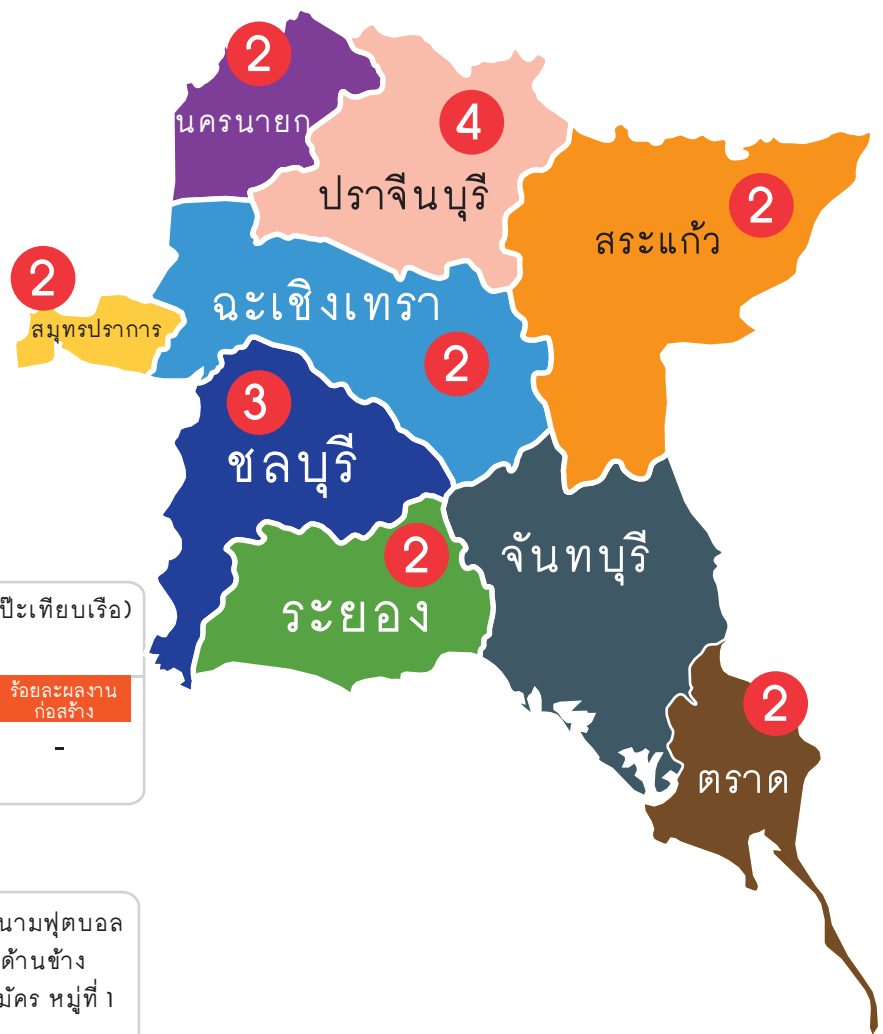 2
นครนายก
4
ปราจีนบุรี
2
สระแก้ว
2
สมุทรปราการ
ฉะเชิงเทรา
2
3
ชลบุรี
จันทบุรี
2
ระยอง
ป๊ะเทียบเรือ)
ร้อยละผลงาน
ก่อสร้าง
-
2
ตราด
นามฟุตบอล
ด้านข้าง
มัคร หมู่ที่ 1